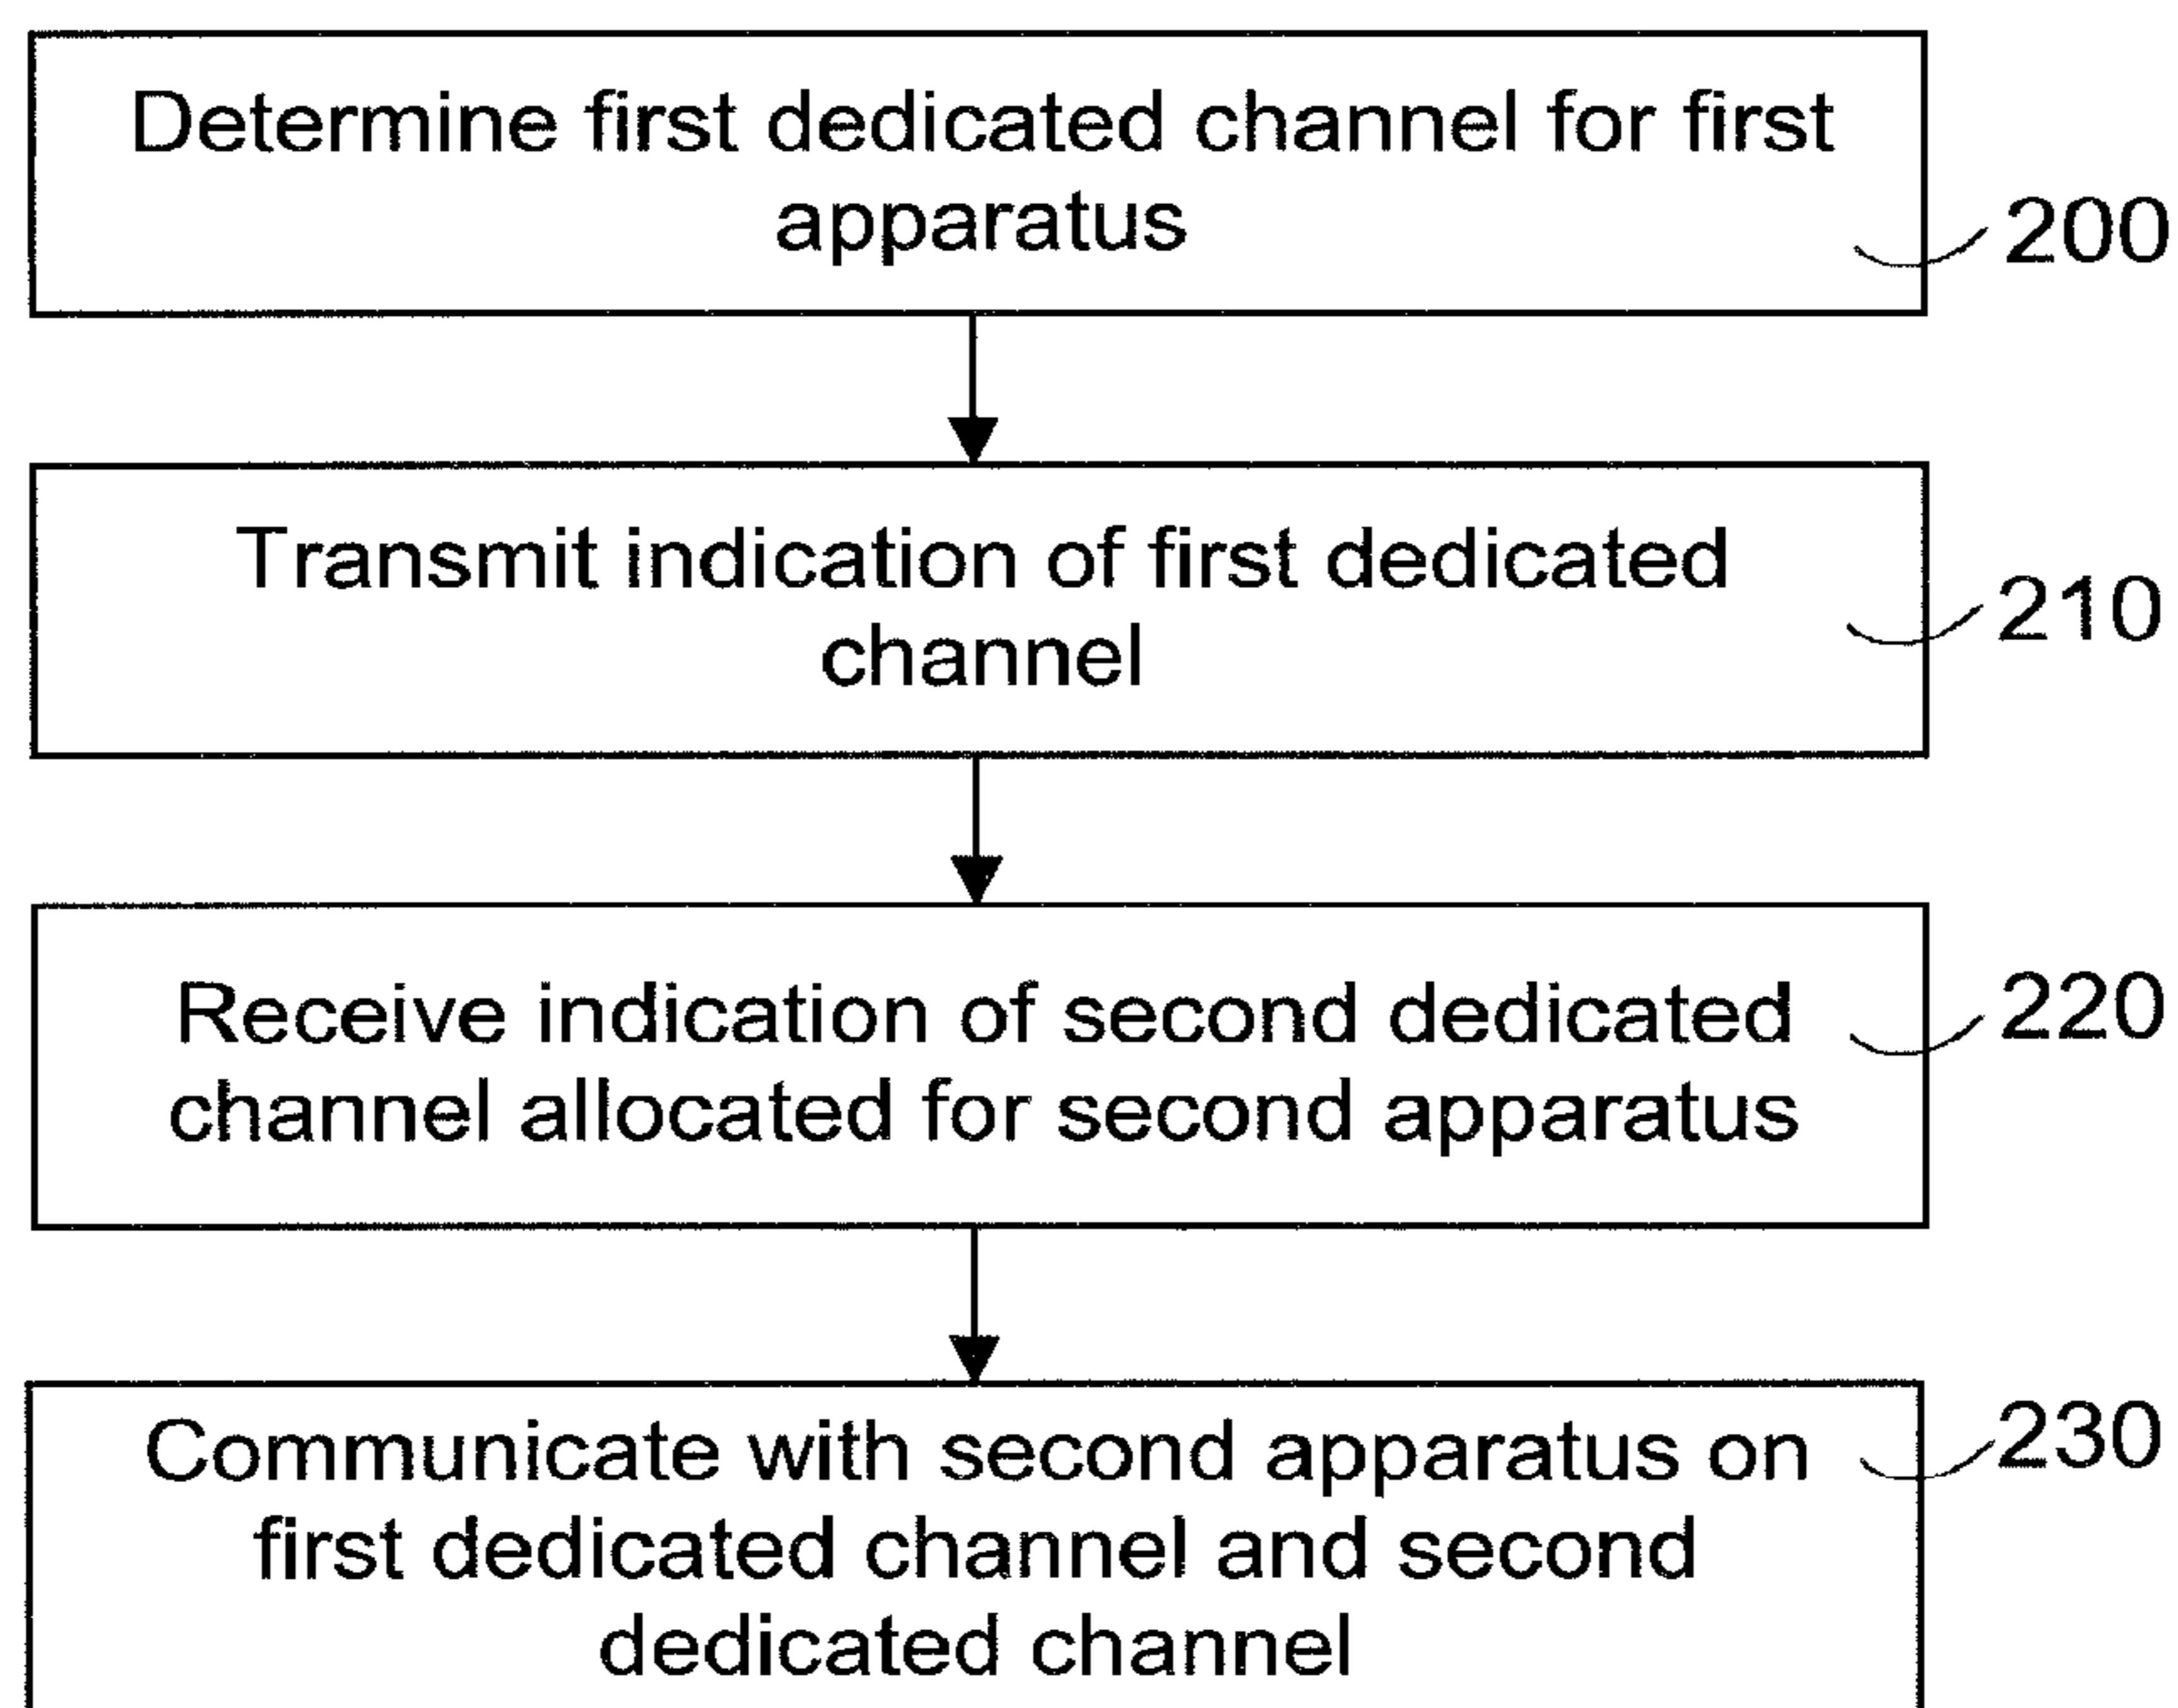 Determine first dedicated channel for first
apparatus
200
Transmit indication of first dedicated
channel
210
Receive indication of second dedicated
channel allocated for second apparatus
220
Communicate with second apparatus on
first dedicated channel and second
dedicated channel
230